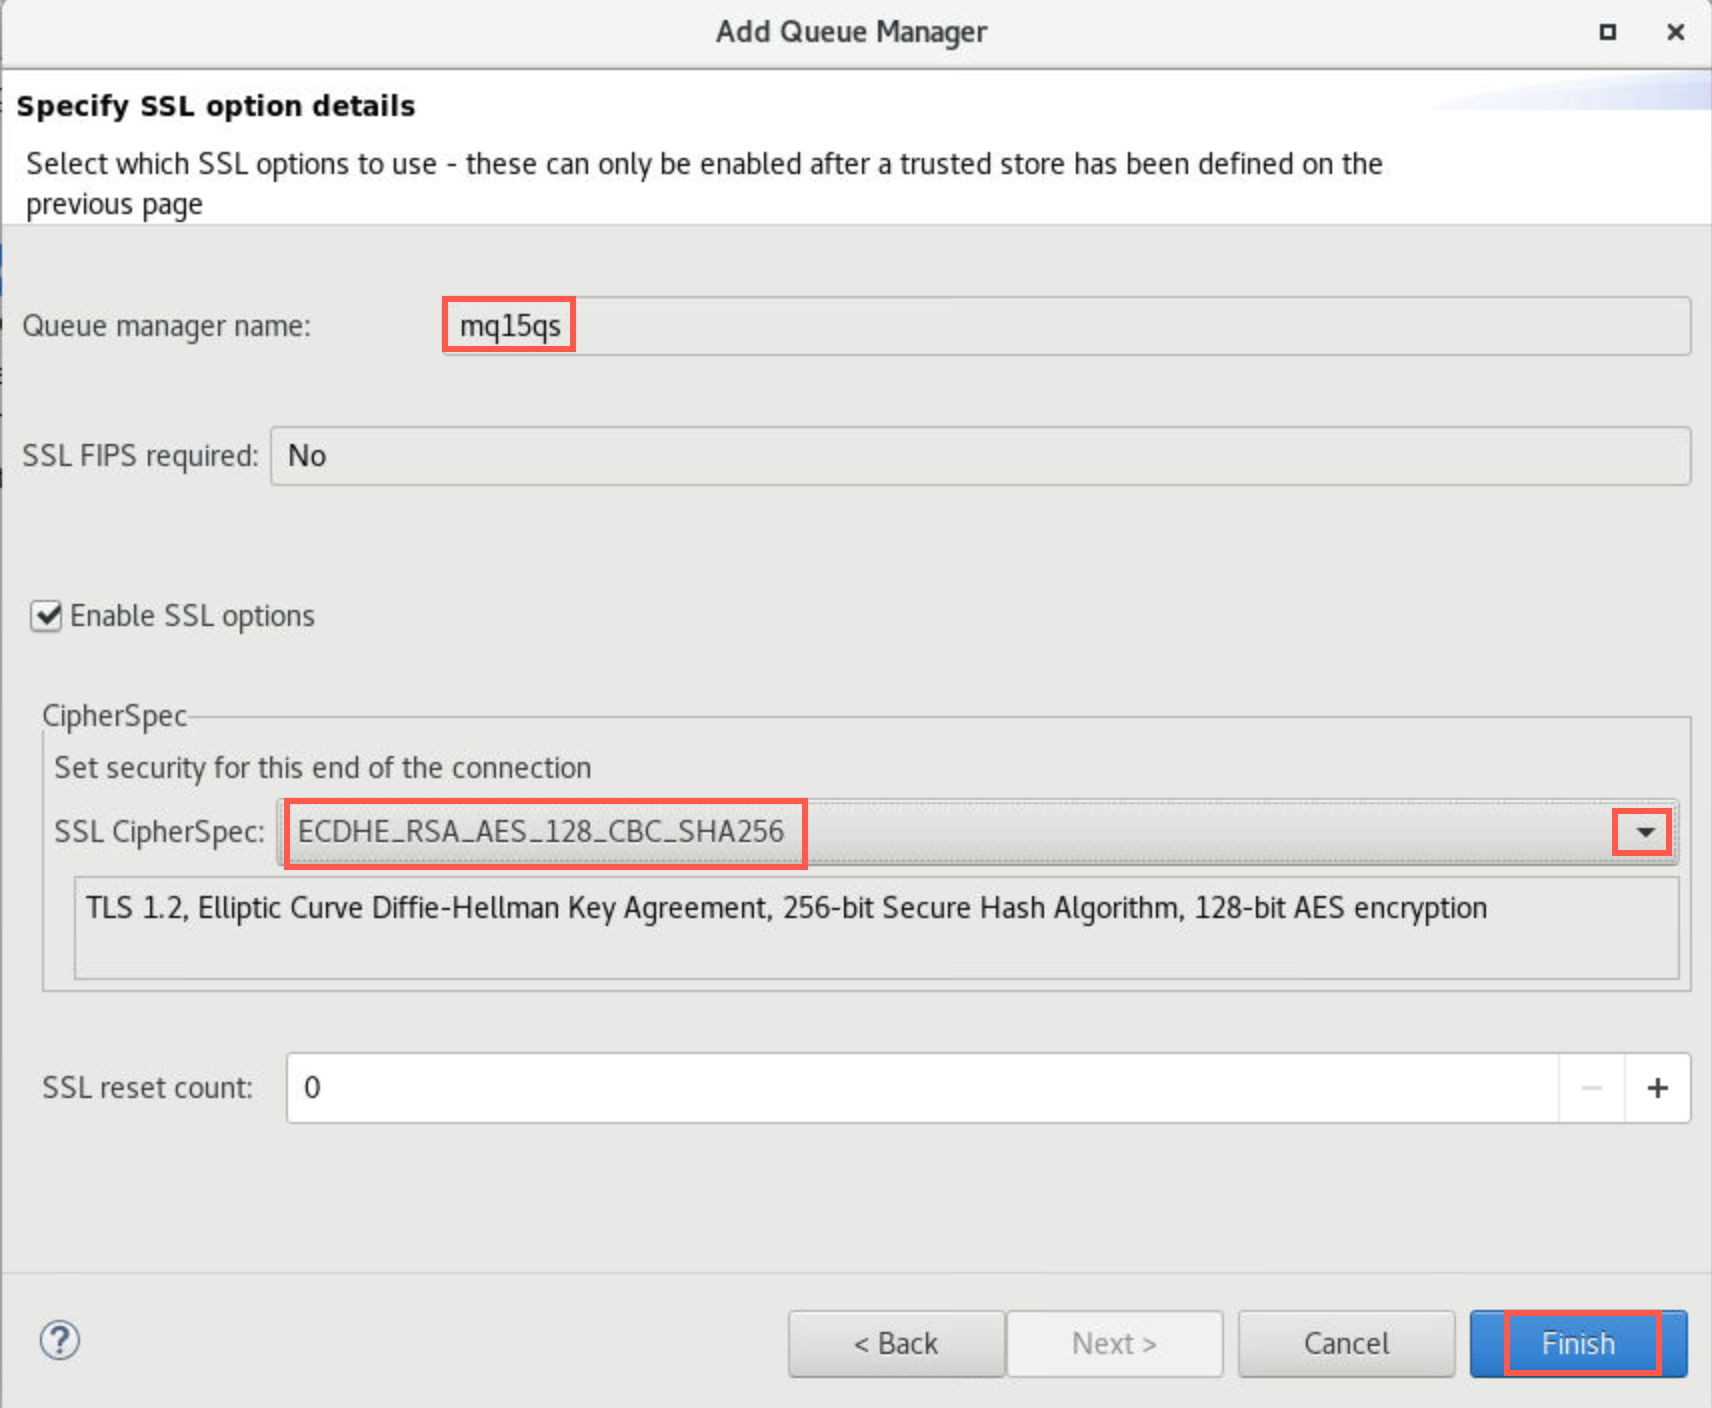 Add Queue Manager
Specify SSL option details
Select which SSL options to use - these can only be enabled after a trusted store has been defined on the
previous page
Queue manager name: mq15qs
SSL FIPS required: No
Enable SSL options
CipherSpec
Set security for this end of the connection
SSL CipherSpec: ECDHE_RSA_AES_128_CBC_SHA256
TLS 1.2, Elliptic Curve Diffie-Hellman Key Agreement, 256-bit Secure Hash Algorithm, 128-bit AES encryption
SSL reset count: 0
? < Back Next > Cancel Finish